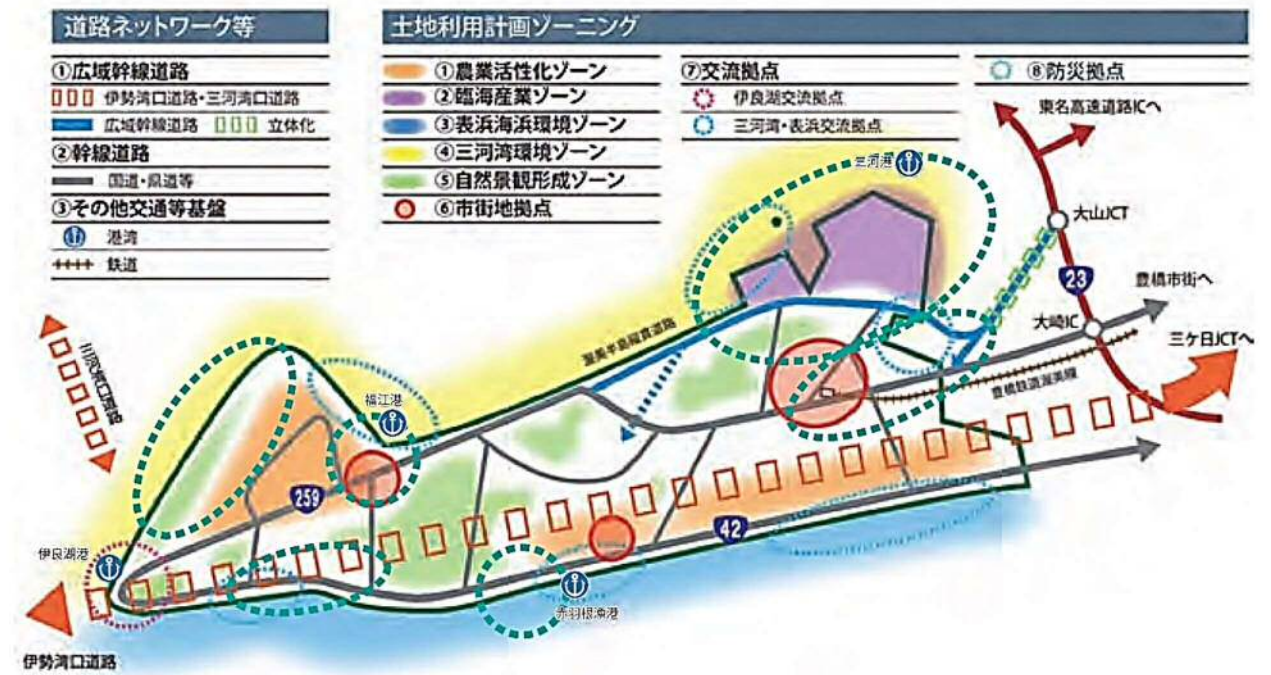 道路ネットワーク等
①広域幹線道路
伊勢湾口道路・三河湾口道路
広域幹線道路 立体化
②幹線道路
国道・県道等
③その他交通等基盤
港湾
鉄道
土地利用計画ゾーニング
①農業活性化ゾーン
②臨海産業ゾーン
③表浜海浜環境ゾーン
④三河湾環境ゾーン
⑤自然景観形成ゾーン
⑥市街地拠点
⑦交流拠点
伊良湖交流拠点
三河湾・表浜交流拠点
⑧防災拠点
東名高速道路ICへ
三河港
大山JCT
23
豊橋市街へ
大崎IC
三ケ日JCTへ
渥美半島縦貫道路
豊橋鉄道渥美線
福江港
259
42
伊良湖港
赤羽根漁港
伊勢湾口道路